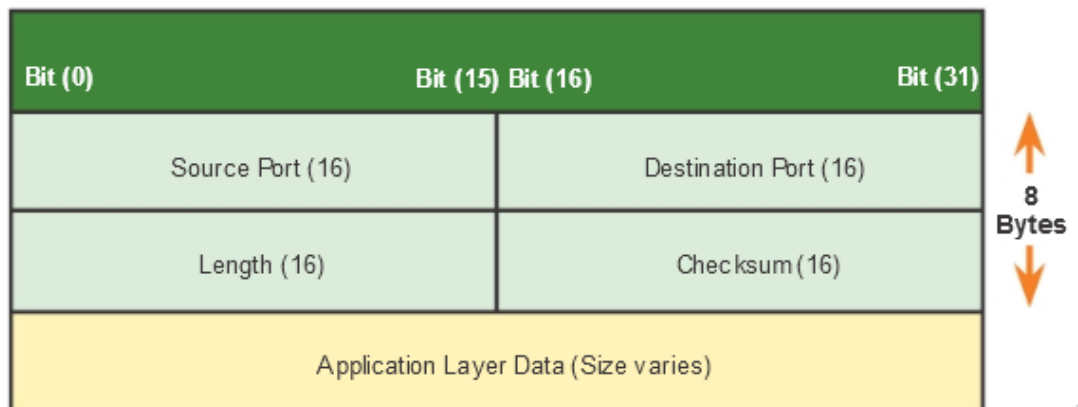 Bit (0) Bit (15) Bit (16) Bit (31)
Source Port (16) Destination Port (16)
8
Bytes
Length (16) Checksum (16)
Application Layer Data (Size varies)